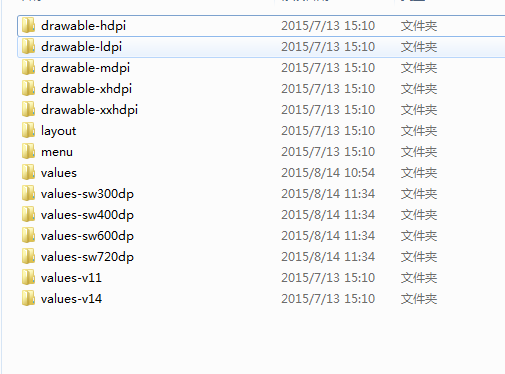 drawable-hdpi 2015/7/13 15:10 文件夹
drawable-ldpi 2015/7/13 15:10 文件夹
drawable-mdpi 2015/7/13 15:10 文件夹
drawable-xhdpi 2015/7/13 15:10 文件夹
drawable-xxhdpi 2015/7/13 15:10 文件夹
layout 2015/7/13 15:10 文件夹
menu 2015/7/13 15:10 文件夹
values 2015/8/14 10:54 文件夹
values-sw300dp 2015/8/14 11:34 文件夹
values-sw400dp 2015/8/14 11:34 文件夹
values-sw600dp 2015/8/14 11:34 文件夹
values-sw720dp 2015/8/14 11:34 文件夹
values-v11 2015/7/13 15:10 文件夹
values-v14 2015/7/13 15:10 文件夹